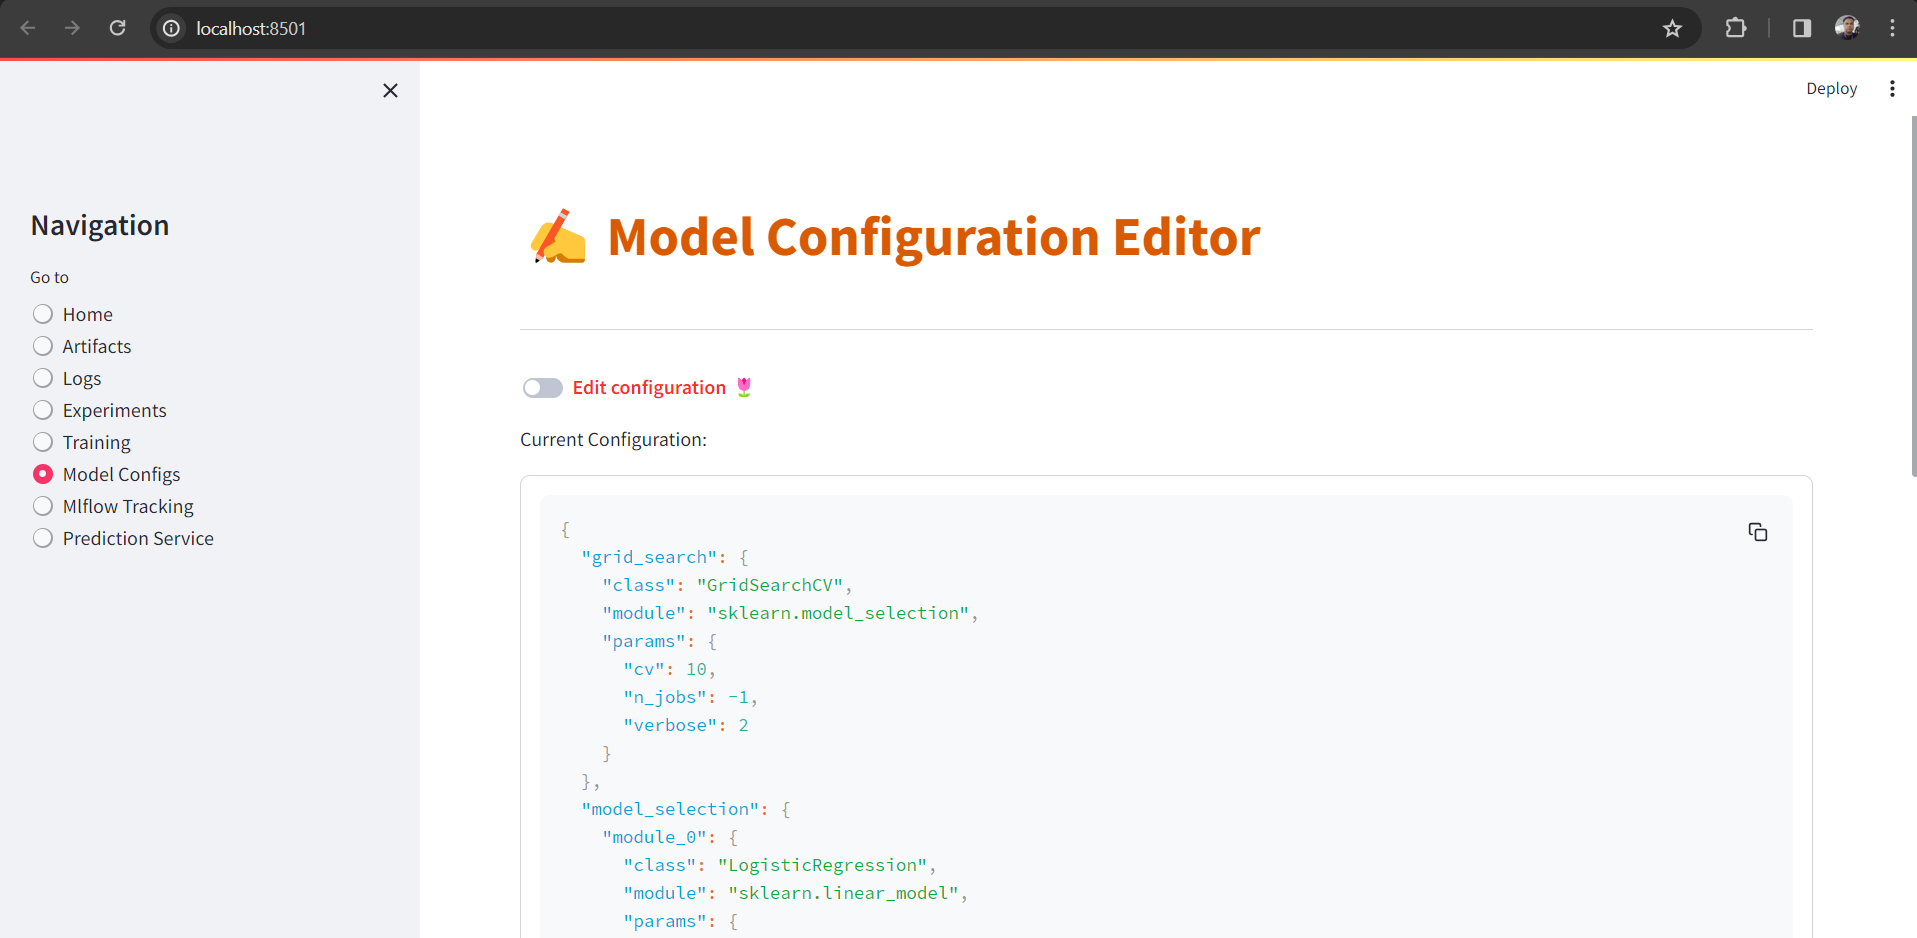 localhost:8501
Deploy
Navigation
Go to
Home
Artifacts
Logs
Experiments
Training
Model Configs
Mlflow Tracking
Prediction Service
✍️ Model Configuration Editor
Edit configuration 🌷
Current Configuration:
{
  "grid_search": {
    "class": "GridSearchCV",
    "module": "sklearn.model_selection",
    "params": {
      "cv": 10,
      "n_jobs": -1,
      "verbose": 2
    }
  },
  "model_selection": {
    "module_0": {
      "class": "LogisticRegression",
      "module": "sklearn.linear_model",
      "params": {